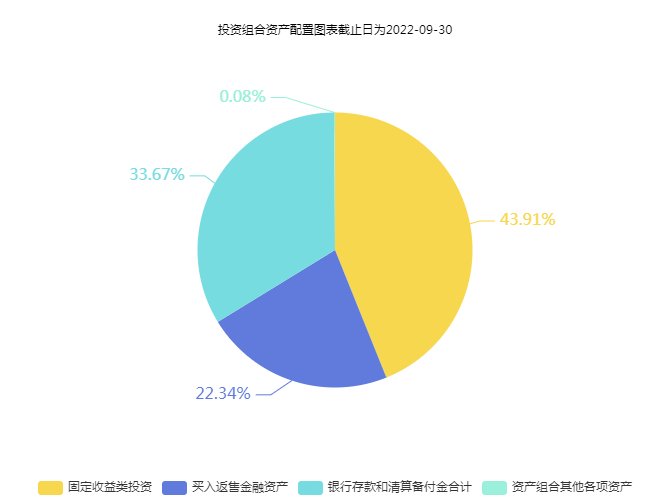 投资组合资产配置图表截止日为2022-09-30
0.08%
33.67%
43.91%
22.34%
固定收益类投资 买入返售金融资产 银行存款和清算备付金合计 资产组合其他各项资产